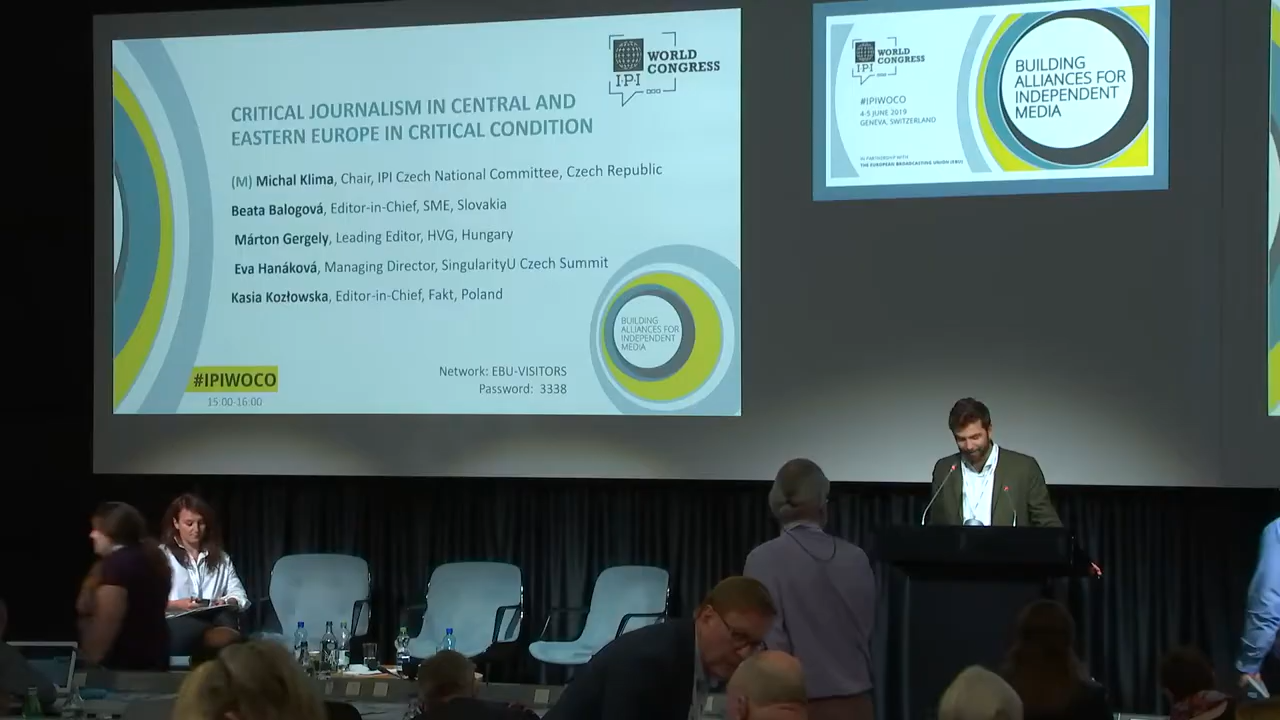 IPI
WORLD
CONGRESS
CRITICAL JOURNALISM IN CENTRAL AND
EASTERN EUROPE IN CRITICAL CONDITION
(M) Michal Klima, Chair, IPI Czech National Committee, Czech Republic
Beata Balogová, Editor-in-Chief, SME, Slovakia
Márton Gergely, Leading Editor, HVG, Hungary
Eva Hanáková, Managing Director, SingularityU Czech Summit
Kasia Kozłowska, Editor-in-Chief, Fakt, Poland
BUILDING
ALLIANCES FOR
INDEPENDENT
MEDIA
#IPIWOCO
15:00-16:00
Network: EBU-VISITORS
Password: 3338
IPI
WORLD
CONGRESS
#IPIWOCO
4-5 JUNE 2019
GENEVA, SWITZERLAND
IN PARTNERSHIP WITH
THE EUROPEAN BROADCASTING UNION (EBU)
BUILDING
ALLIANCES FOR
INDEPENDENT
MEDIA